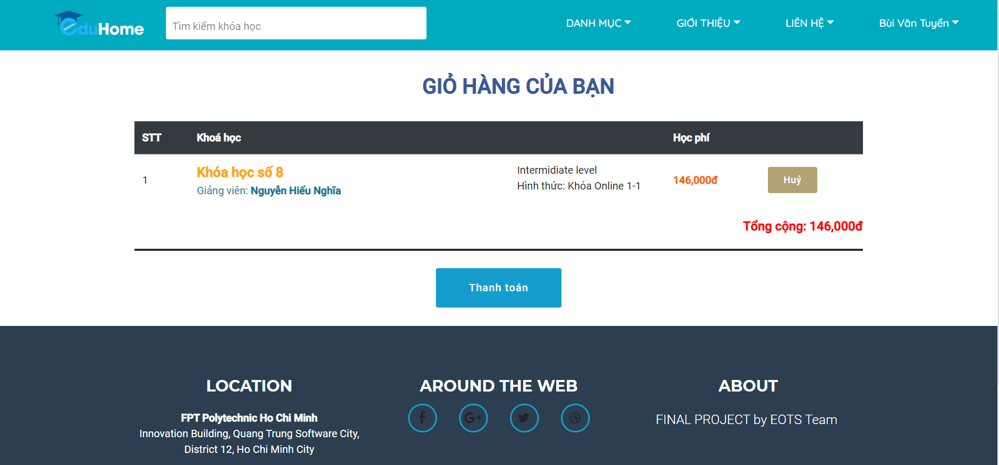 eduHome
Tìm kiếm khóa học
DANH MỤC
GIỚI THIỆU
LIÊN HỆ
Bùi Văn Tuyển
GIỎ HÀNG CỦA BẠN
STT Khoá học Học phí
1
Khóa học số 8
Giảng viên: Nguyễn Hiếu Nghĩa
Intermidiate level
Hình thức: Khóa Online 1-1
146,000đ
Huỷ
Tổng cộng: 146,000đ
Thanh toán
LOCATION
FPT Polytechnic Ho Chi Minh
Innovation Building, Quang Trung Software City,
District 12, Ho Chi Minh City
AROUND THE WEB
ABOUT
FINAL PROJECT by EOTS Team